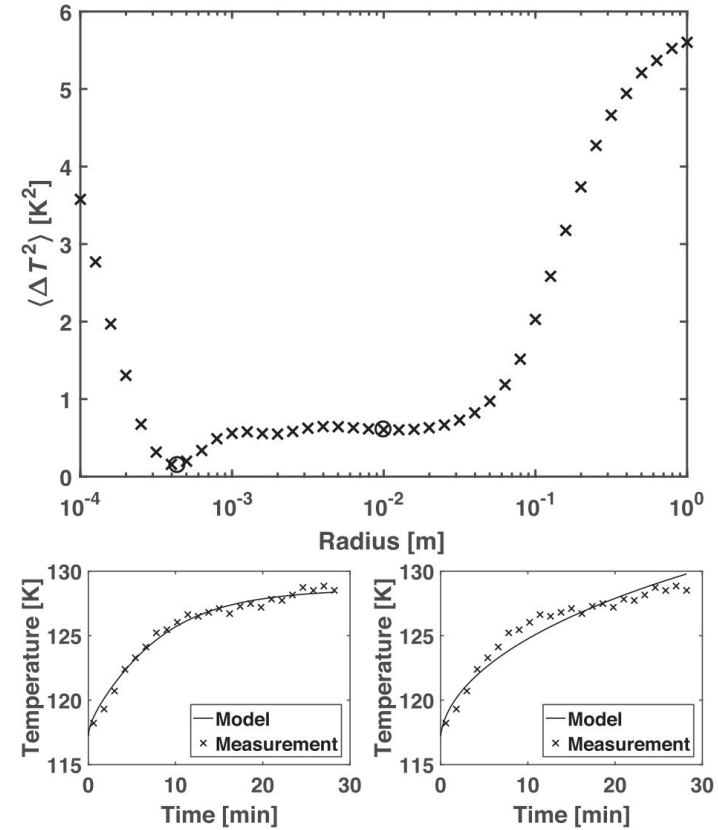 6
5
4
3
2
1
0
⟨ΔT²⟩ [K²]
10⁻⁴ 10⁻³ 10⁻² 10⁻¹ 10⁰
Radius [m]
130
125
120
115
Temperature [K]
Model
Measurement
0 10 20 30
Time [min]
130
125
120
115
Temperature [K]
Model
Measurement
0 10 20 30
Time [min]